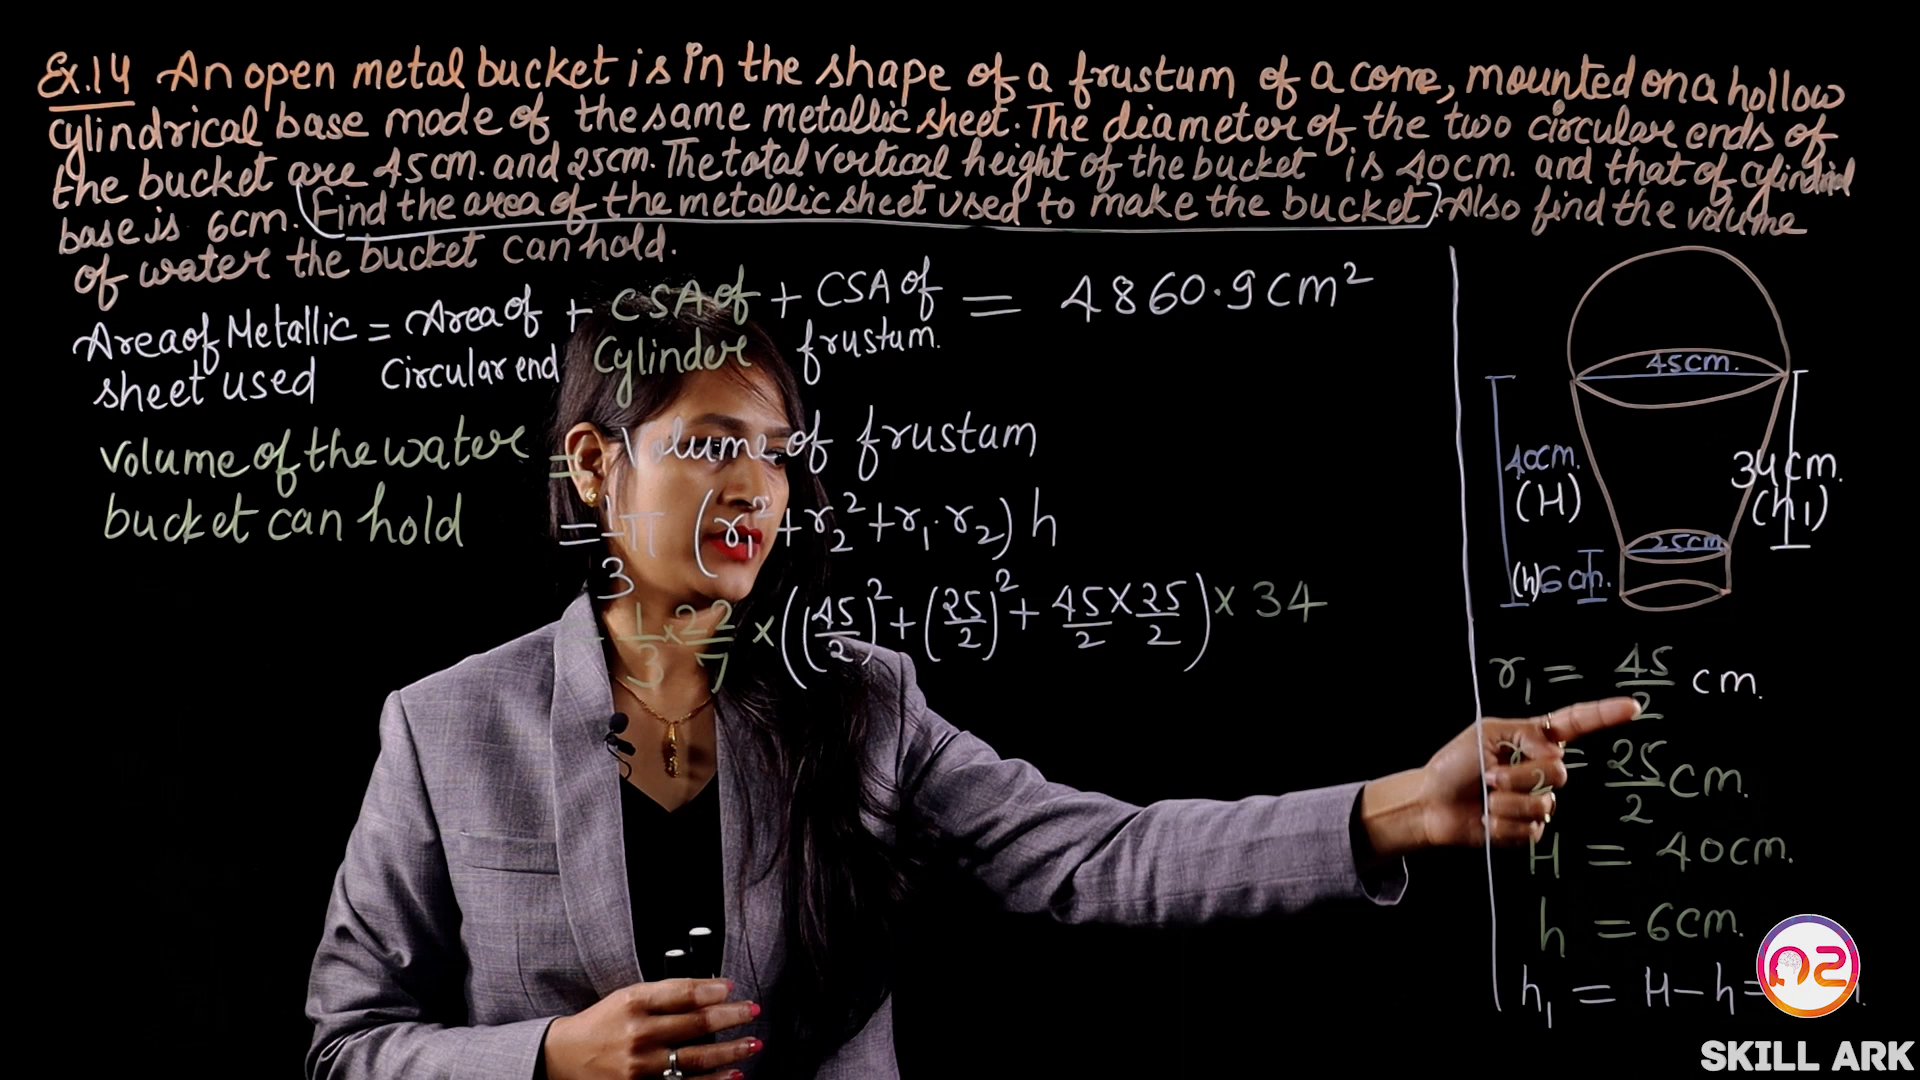 Ex.14 An open metal bucket is in the shape of a frustum of a cone, mounted on a hollow
cylindrical base made of the same metallic sheet. The diameter of the two circular ends of
the bucket are 45cm. and 25cm. The total vertical height of the bucket is 40cm. and that of cylindrical
base is 6cm. (Find the area of the metallic sheet used to make the bucket). Also find the volume
of water the bucket can hold.
Area of Metallic sheet used = Area of Circular end + CSA of Cylinder + CSA of frustum. = 4860.9 cm²
Volume of the water bucket can hold = Volume of frustam
= 1/3 π (r₁² + r₂² + r₁.r₂) h
1/3 × 22/7 × ((45/2)² + (25/2)² + 45/2 × 25/2) × 34
45cm.
40cm.
(H)
34cm.
(h1)
25cm
(h)6cm.
r₁ = 45/2 cm.
2 = 25/2 cm.
H = 40cm.
h = 6cm.
h₁ = H-h=
SKILL ARK